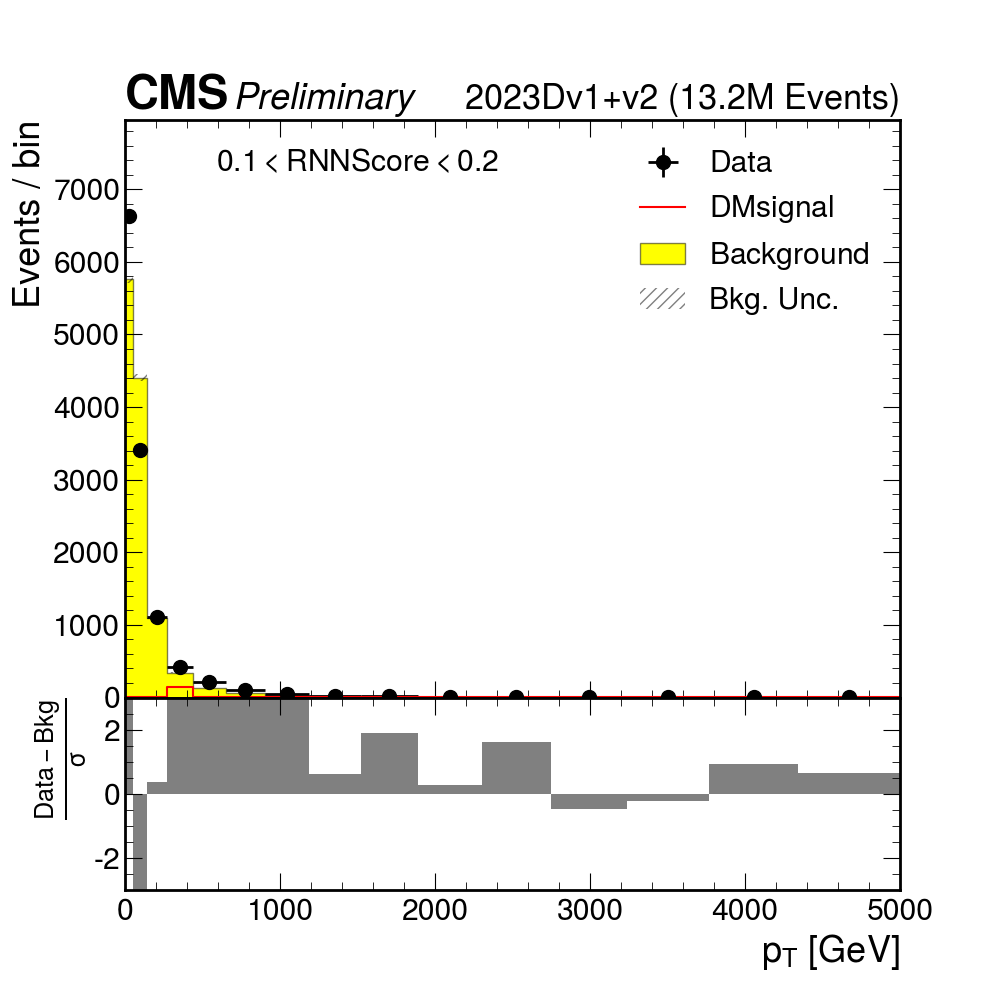 CMS Preliminary 2023Dv1+v2 (13.2M Events)
Events / bin
0.1 < RNNScore < 0.2
Data
DMsignal
Background
Bkg. Unc.
7000
6000
5000
4000
3000
2000
1000
0
Data − Bkg
σ
2
0
-2
0 1000 2000 3000 4000 5000
pT [GeV]